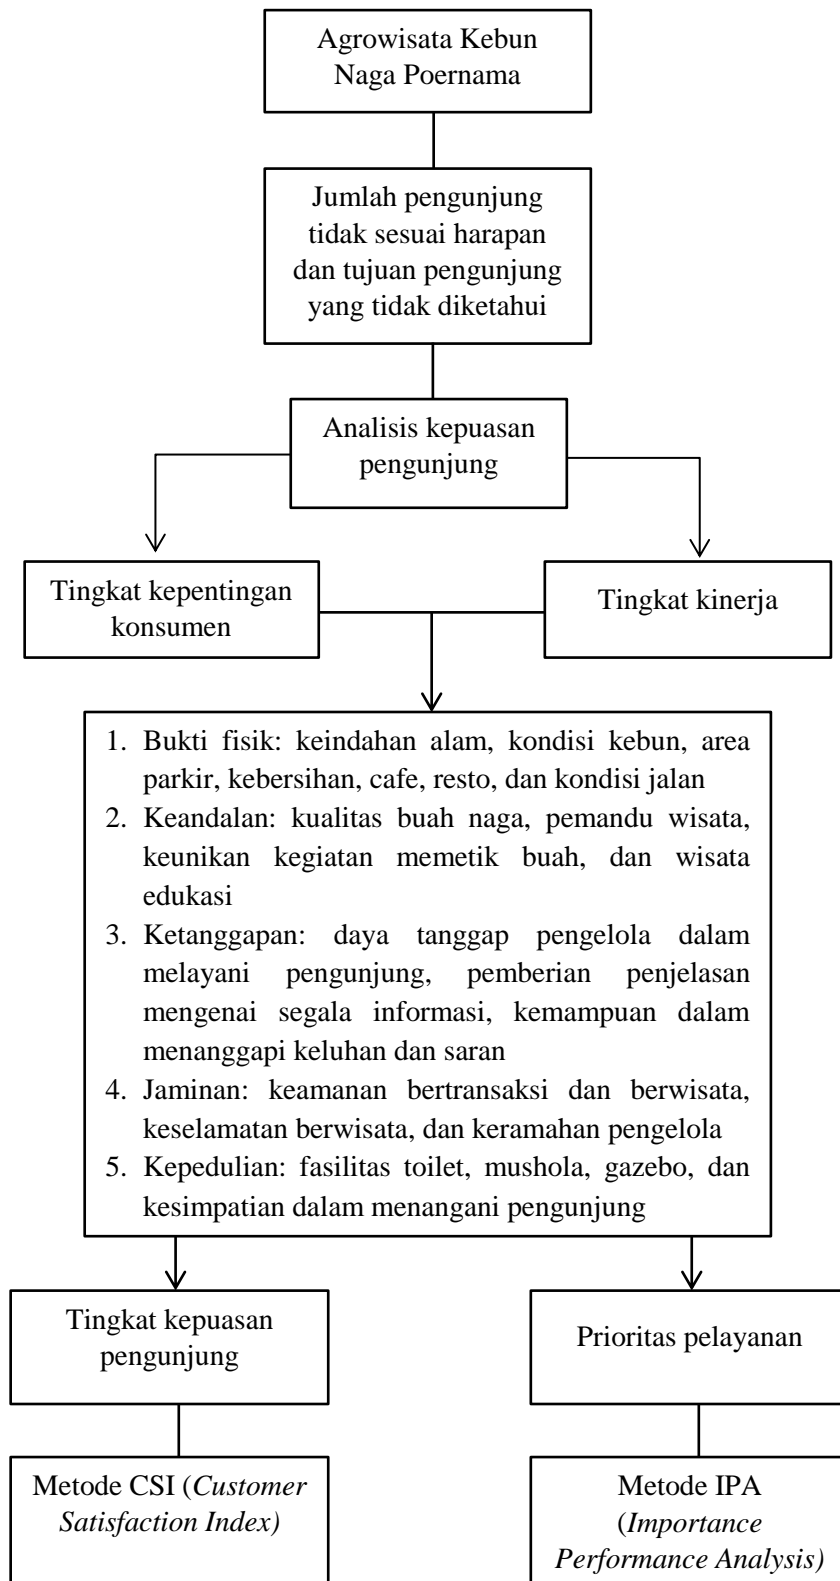 Agrowisata Kebun
Naga Poernama
Jumlah pengunjung
tidak sesuai harapan
dan tujuan pengunjung
yang tidak diketahui
Analisis kepuasan
pengunjung
Tingkat kepentingan
konsumen
Tingkat kinerja
1. Bukti fisik: keindahan alam, kondisi kebun, area
parkir, kebersihan, cafe, resto, dan kondisi jalan
2. Keandalan: kualitas buah naga, pemandu wisata,
keunikan kegiatan memetik buah, dan wisata
edukasi
3. Ketanggapan: daya tanggap pengelola dalam
melayani pengunjung, pemberian penjelasan
mengenai segala informasi, kemampuan dalam
menanggapi keluhan dan saran
4. Jaminan: keamanan bertransaksi dan berwisata,
keselamatan berwisata, dan keramahan pengelola
5. Kepedulian: fasilitas toilet, mushola, gazebo, dan
kesimpatian dalam menangani pengunjung
Tingkat kepuasan
pengunjung
Prioritas pelayanan
Metode CSI (Customer
Satisfaction Index)
Metode IPA
(Importance
Performance Analysis)